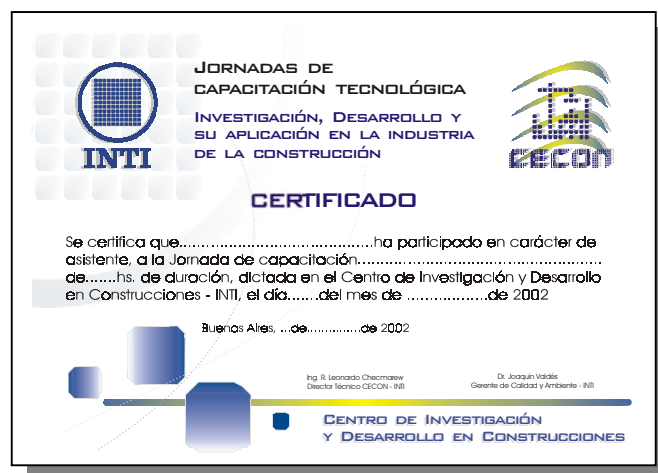 JORNADAS DE
CAPACITACIÓN TECNOLÓGICA
INVESTIGACIÓN, DESARROLLO Y
SU APLICACIÓN EN LA INDUSTRIA
DE LA CONSTRUCCIÓN
INTI
CECON
CERTIFICADO
Se certifica que..................................ha participado en carácter de
asistente, a la Jornada de capacitación...........................................
de.......hs. de duración, dictada en el Centro de Investigación y Desarrollo
en Construcciones - INTI, el día.......del mes de ..................de 2002
Buenos Aires, ...de...............de 2002
Ing. R. Leonardo Checmarew
Director Técnico CECON - INTI
Dr. Joaquín Valdés
Gerente de Calidad y Ambiente - INTI
CENTRO DE INVESTIGACIÓN
Y DESARROLLO EN CONSTRUCCIONES